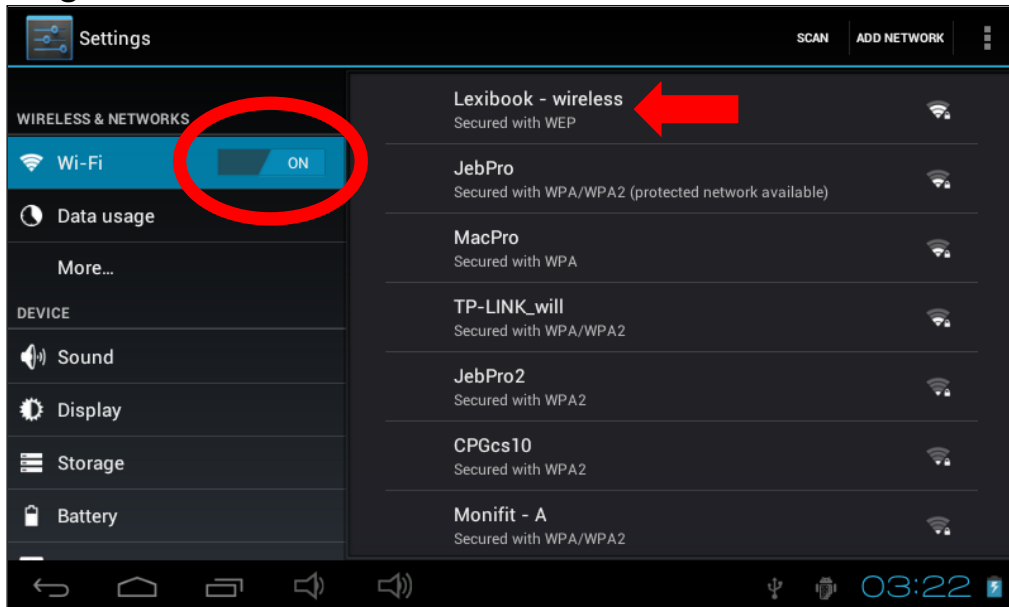 Settings
SCAN
ADD NETWORK
WIRELESS & NETWORKS
Wi-Fi
ON
Data usage
More...
DEVICE
Sound
Display
Storage
Battery
Lexibook - wireless
Secured with WEP
JebPro
Secured with WPA/WPA2 (protected network available)
MacPro
Secured with WPA
TP-LINK_will
Secured with WPA/WPA2
JebPro2
Secured with WPA2
CPGcs10
Secured with WPA2
Monifit - A
Secured with WPA/WPA2
03:22